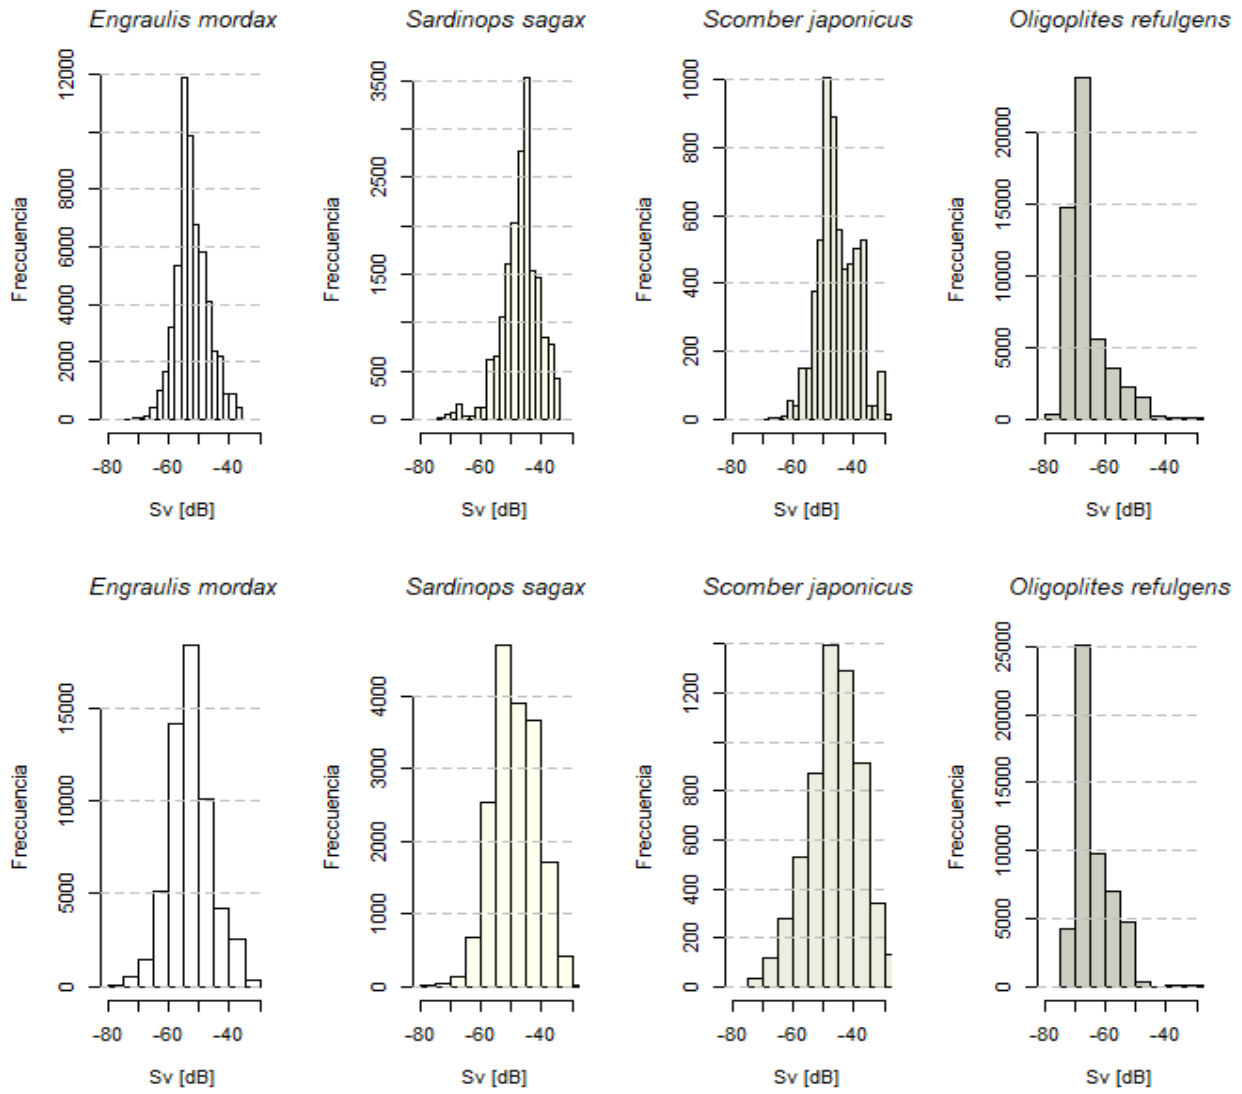 Engraulis mordax
Sardinops sagax
Scomber japonicus
Oligoplites refulgens
Freccuencia
0 2000 4000 6000 8000 12000
-80 -60 -40
Sv [dB]
Freccuencia
0 500 1500 2500 3500
-80 -60 -40
Sv [dB]
Freccuencia
0 200 400 600 800 1000
-80 -60 -40
Sv [dB]
Freccuencia
0 5000 10000 15000 20000
-80 -60 -40
Sv [dB]
Engraulis mordax
Sardinops sagax
Scomber japonicus
Oligoplites refulgens
Freccuencia
0 5000 10000 15000
-80 -60 -40
Sv [dB]
Freccuencia
0 1000 2000 3000 4000
-80 -60 -40
Sv [dB]
Freccuencia
0 200 400 600 800 1200
-80 -60 -40
Sv [dB]
Freccuencia
0 5000 10000 15000 20000 25000
-80 -60 -40
Sv [dB]